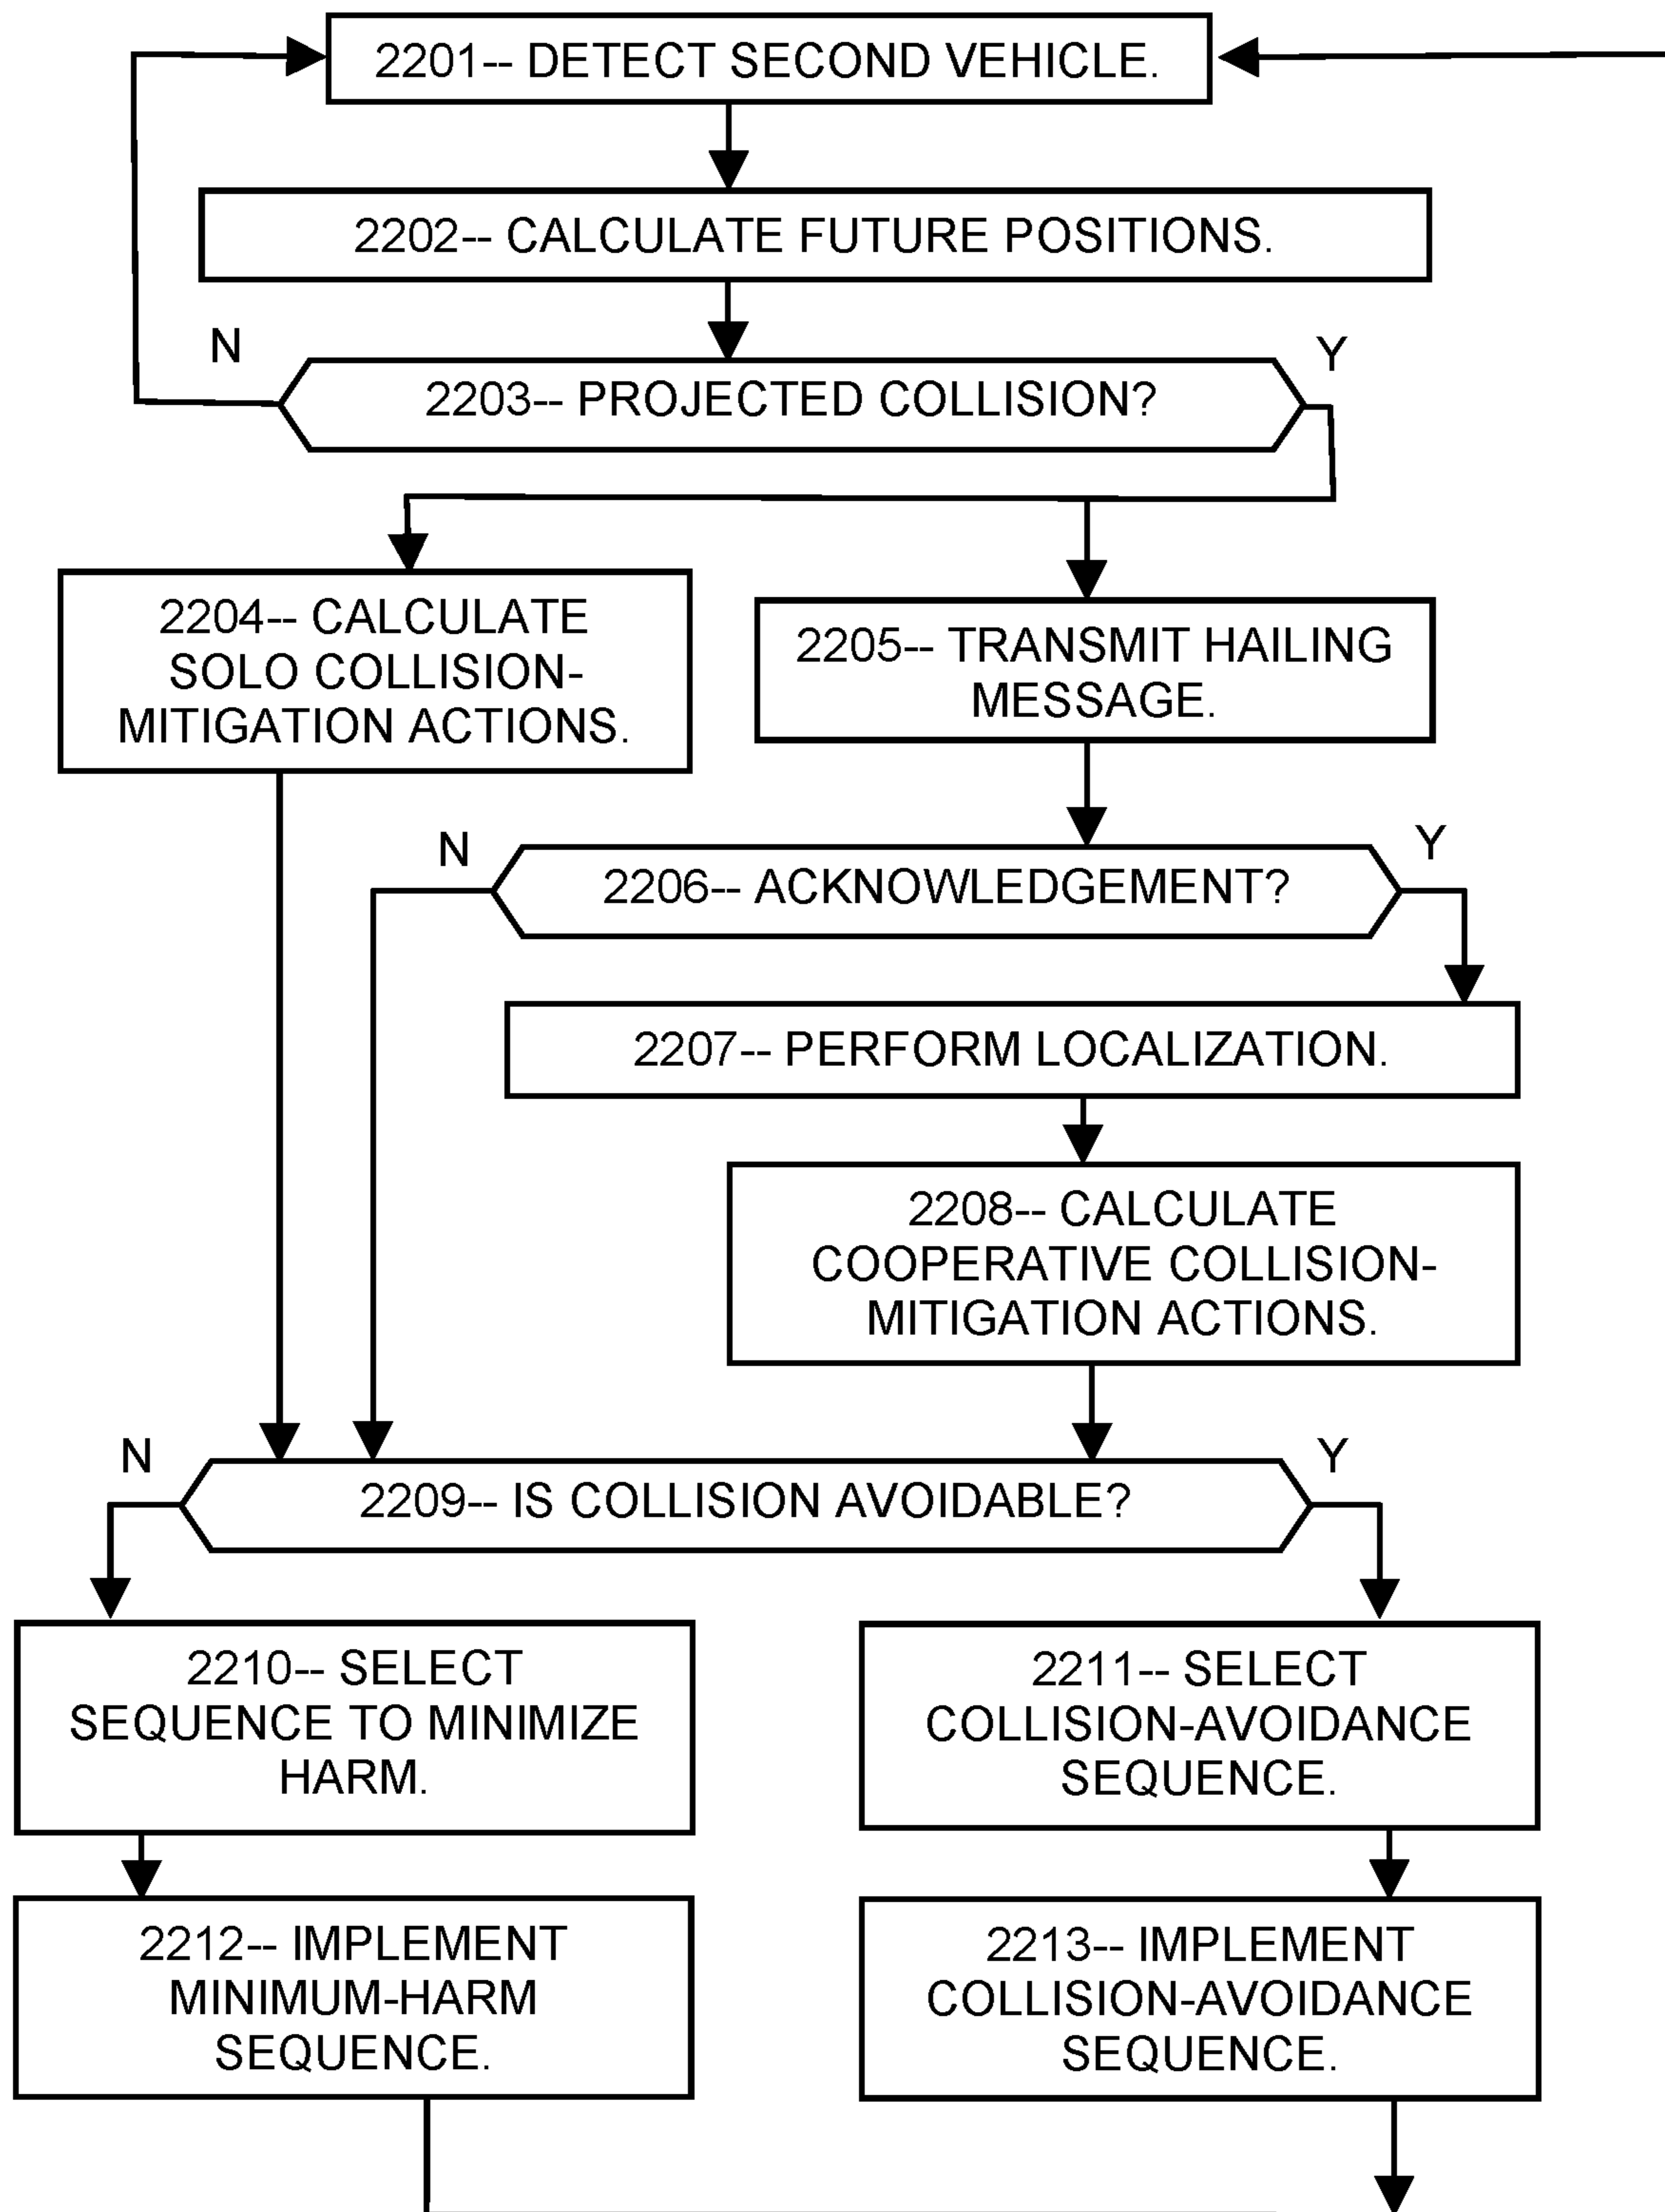 2201-- DETECT SECOND VEHICLE.
2202-- CALCULATE FUTURE POSITIONS.
N
Y
2203-- PROJECTED COLLISION?
2204-- CALCULATE
SOLO COLLISION-
MITIGATION ACTIONS.
2205-- TRANSMIT HAILING
MESSAGE.
N
Y
2206-- ACKNOWLEDGEMENT?
2207-- PERFORM LOCALIZATION.
2208-- CALCULATE
COOPERATIVE COLLISION-
MITIGATION ACTIONS.
N
Y
2209-- IS COLLISION AVOIDABLE?
2210-- SELECT
SEQUENCE TO MINIMIZE
HARM.
2211-- SELECT
COLLISION-AVOIDANCE
SEQUENCE.
2212-- IMPLEMENT
MINIMUM-HARM
SEQUENCE.
2213-- IMPLEMENT
COLLISION-AVOIDANCE
SEQUENCE.